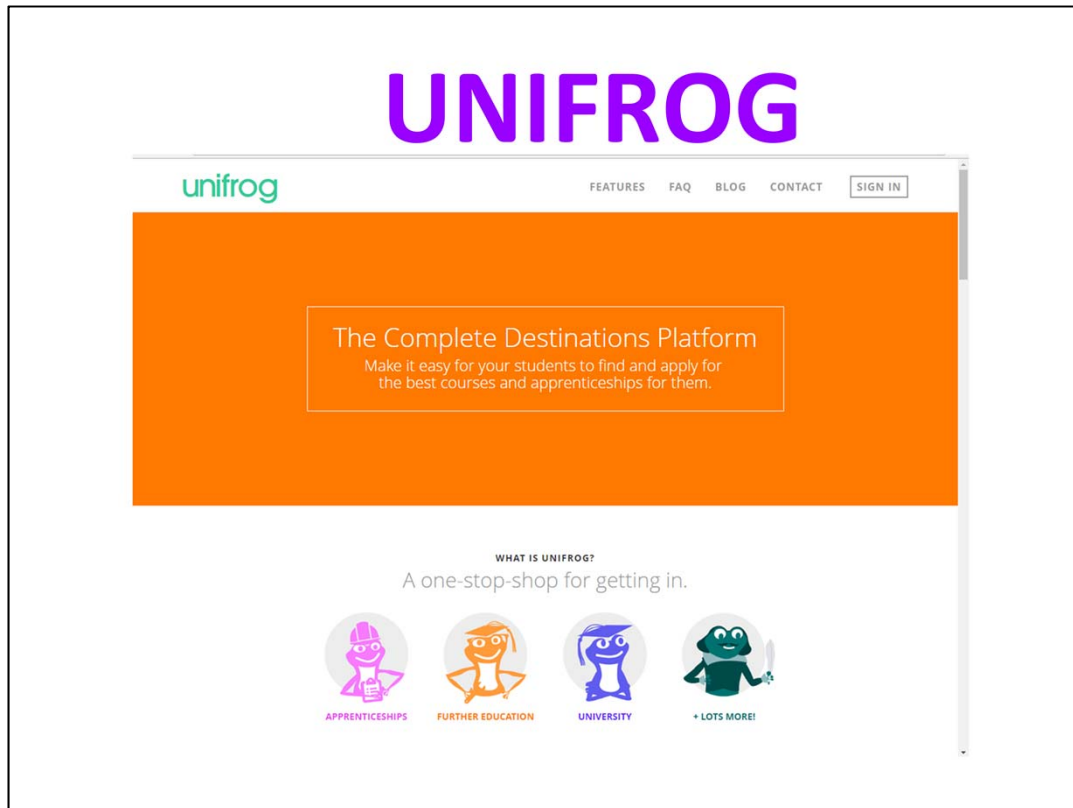 UNIFROG
unifrog
FEATURES FAQ BLOG CONTACT SIGN IN
The Complete Destinations Platform
Make it easy for your students to find and apply for
the best courses and apprenticeships for them.
WHAT IS UNIFROG?
A one-stop-shop for getting in.
APPRENTICESHIPS FURTHER EDUCATION UNIVERSITY + LOTS MORE!